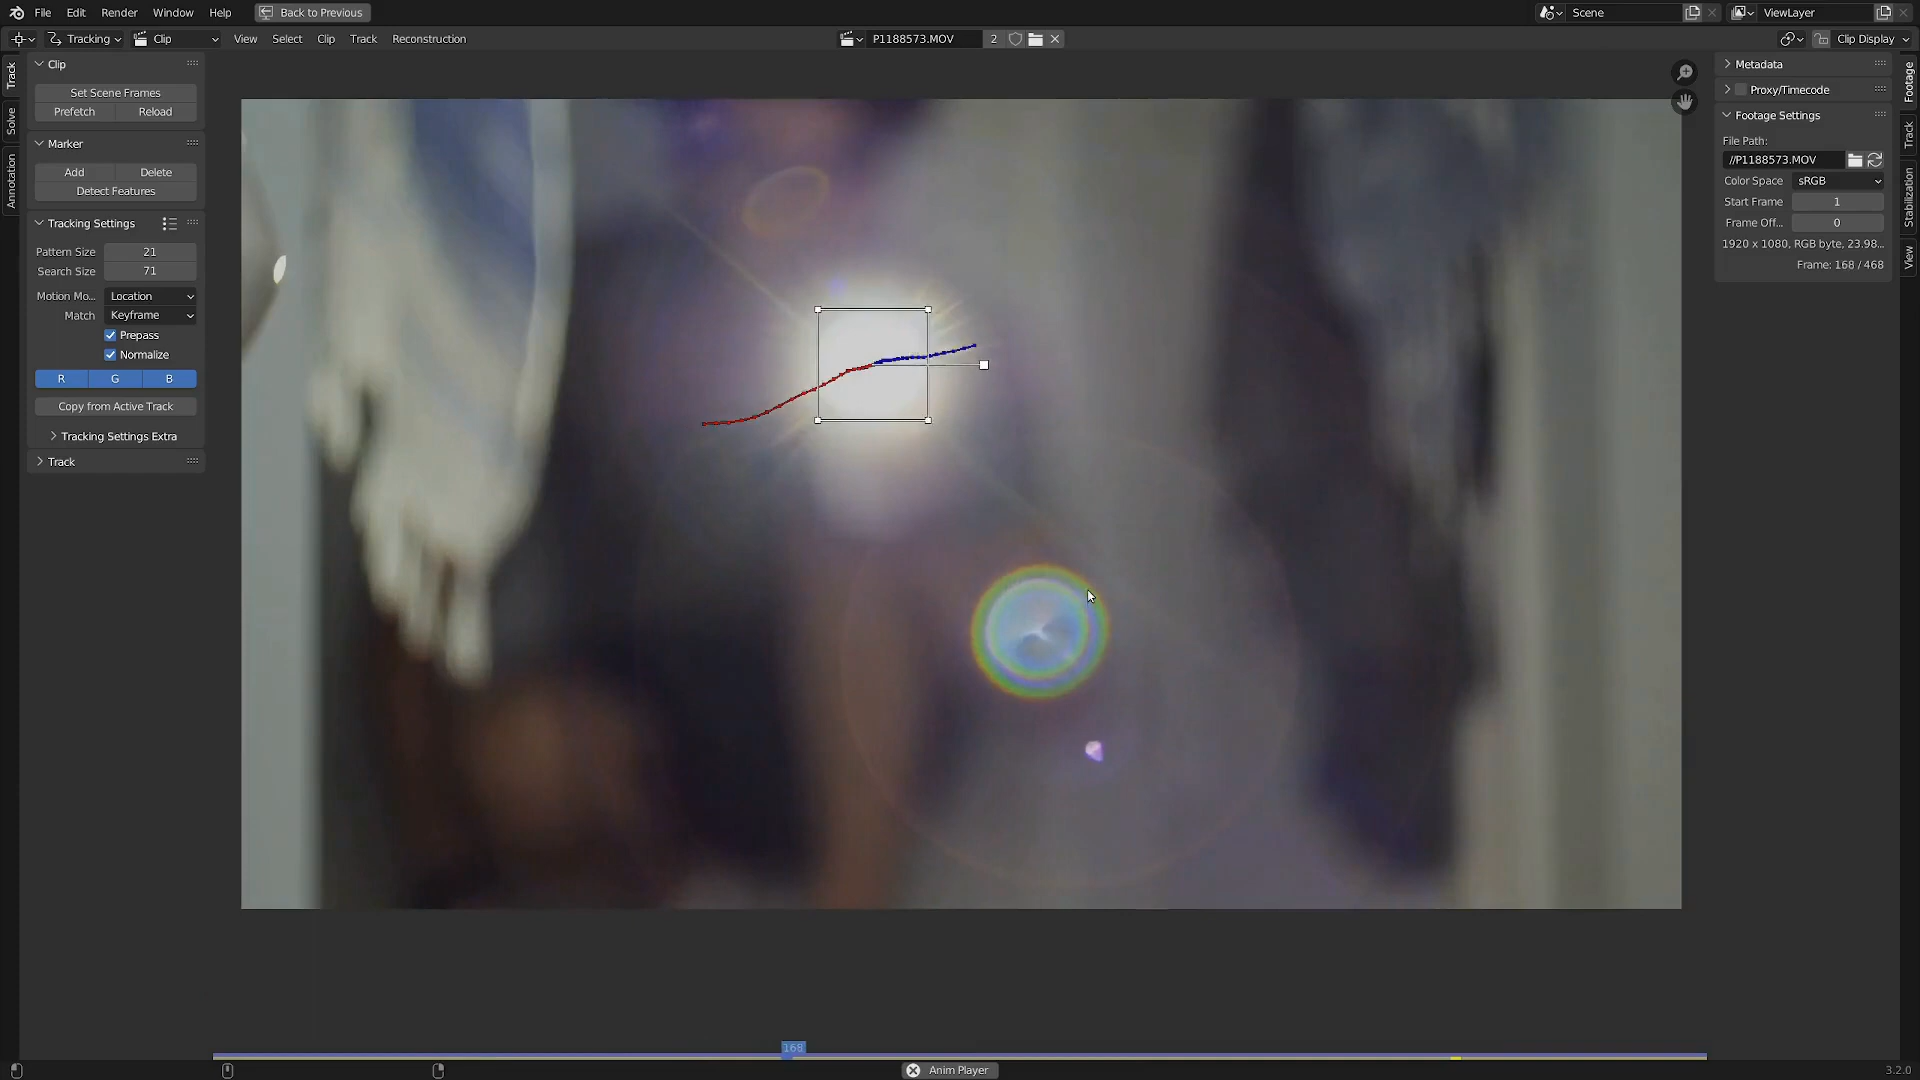 File Edit Render Window Help Back to Previous Scene ViewLayer
Tracking Clip View Select Clip Track Reconstruction P1188573.MOV 2 Clip Display
Track
Solve
Annotation
Clip
Set Scene Frames
Prefetch Reload
Marker
Add Delete
Detect Features
Tracking Settings
Pattern Size 21
Search Size 71
Motion Mo... Location
Match Keyframe
Prepass
Normalize
R G B
Copy from Active Track
Tracking Settings Extra
Track
Metadata
Proxy/Timecode
Footage Settings
File Path:
//P1188573.MOV
Color Space sRGB
Start Frame 1
Frame Off... 0
1920 x 1080, RGB byte, 23.98...
Frame: 168 / 468
Footage
Track
Stabilization
View
168
Anim Player
3.2.0